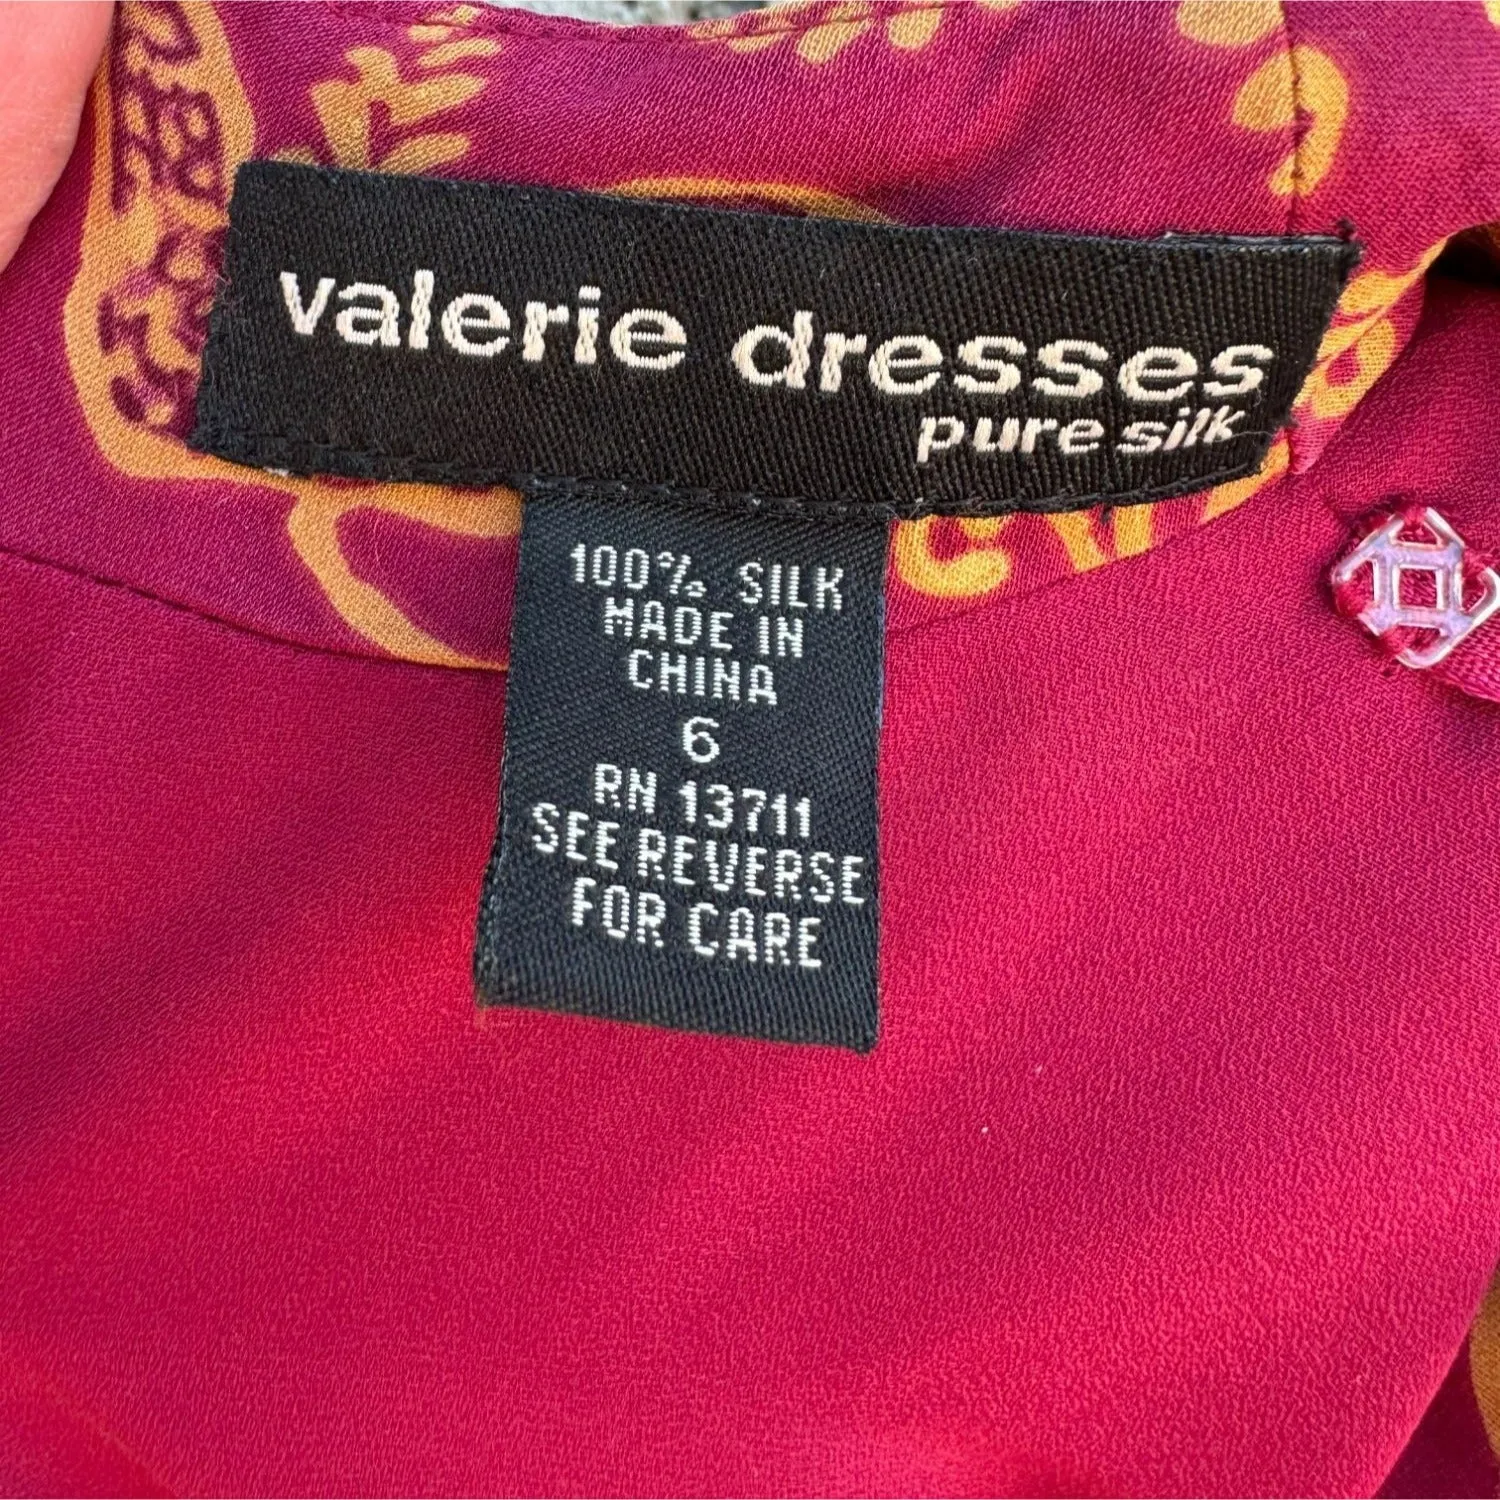 valerie dresses
pure silk
100% SILK
MADE IN
CHINA
6
RN 13711
SEE REVERSE
FOR CARE